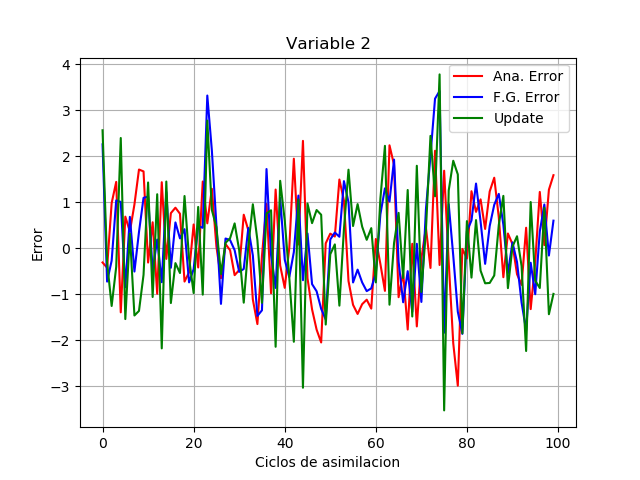 Variable 2
Ana. Error
F.G. Error
Update
Error
4
3
2
1
0
−1
−2
−3
0 20 40 60 80 100
Ciclos de asimilacion